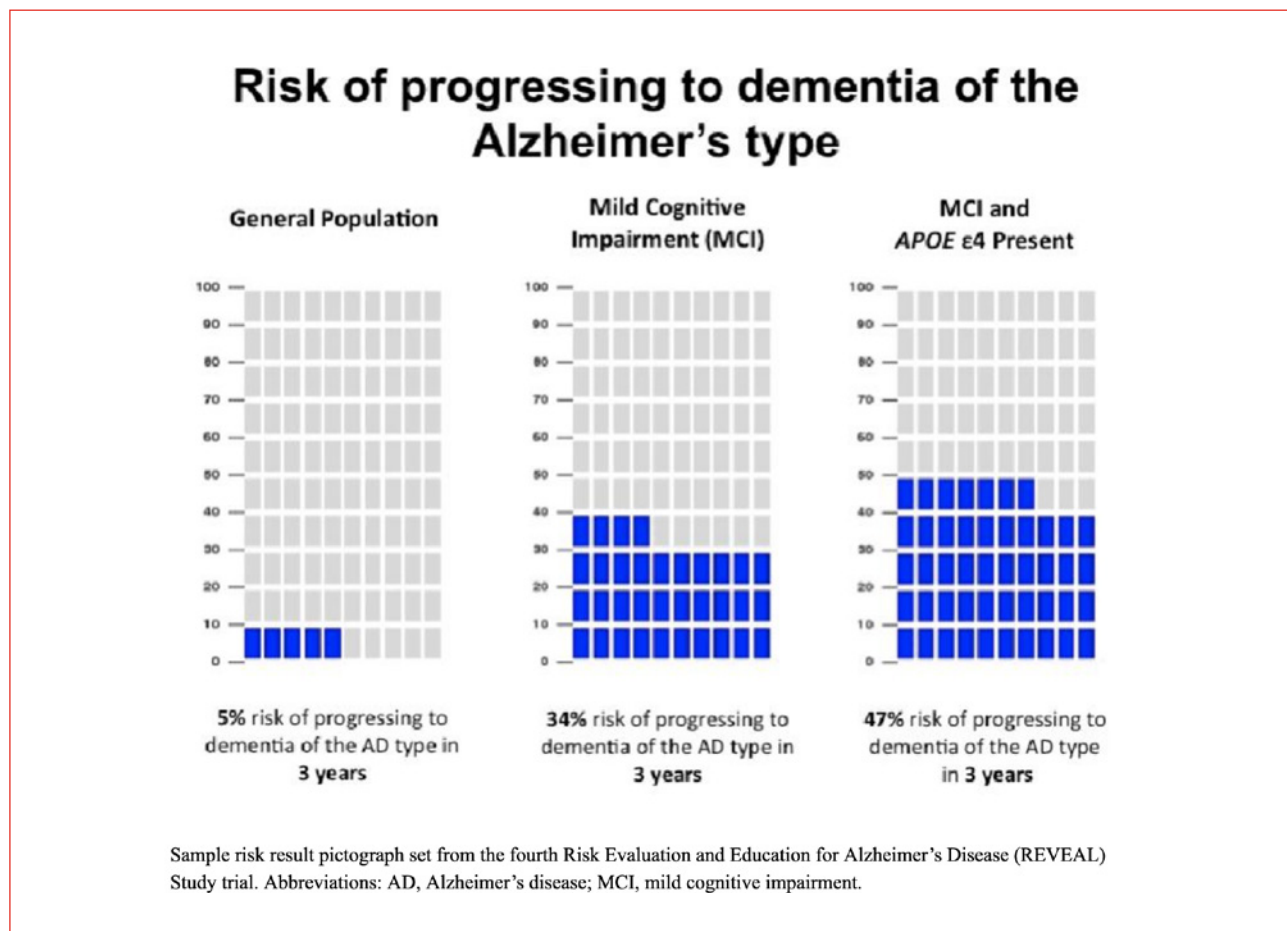 Risk of progressing to dementia of the
Alzheimer's type
General Population
100
90
80
70
60
50
40
30
20
10
0
5% risk of progressing to
dementia of the AD type in
3 years
Mild Cognitive
Impairment (MCI)
100
90
80
70
60
50
40
30
20
10
0
34% risk of progressing to
dementia of the AD type in
3 years
MCI and
APOE ε4 Present
100
90
80
70
60
50
40
30
20
10
0
47% risk of progressing to
dementia of the AD type
in 3 years
Sample risk result pictograph set from the fourth Risk Evaluation and Education for Alzheimer's Disease (REVEAL)
Study trial. Abbreviations: AD, Alzheimer's disease; MCI, mild cognitive impairment.